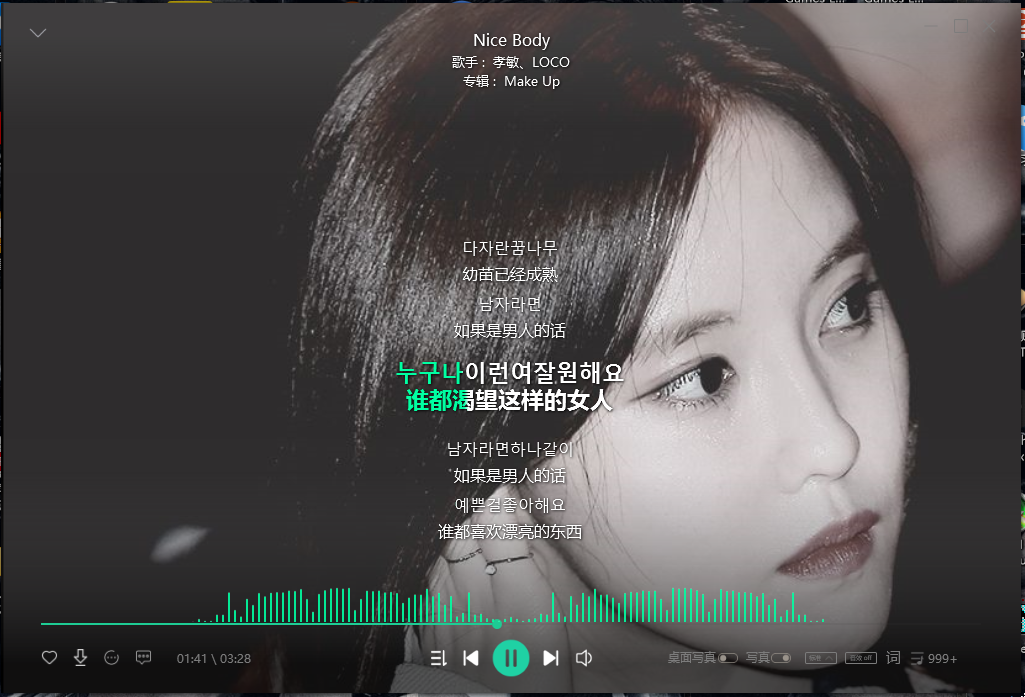 Nice Body
歌手：孝敏、LOCO
专辑：Make Up
다자란꿈나무
幼苗已经成熟
남자라면
如果是男人的话
누구나이런여잘원해요
谁都渴望这样的女人
남자라면하나같이
如果是男人的话
예쁜걸좋아해요
谁都喜欢漂亮的东西
01:41 \ 03:28 桌面写真 写真 标准 音效 off 词 999+